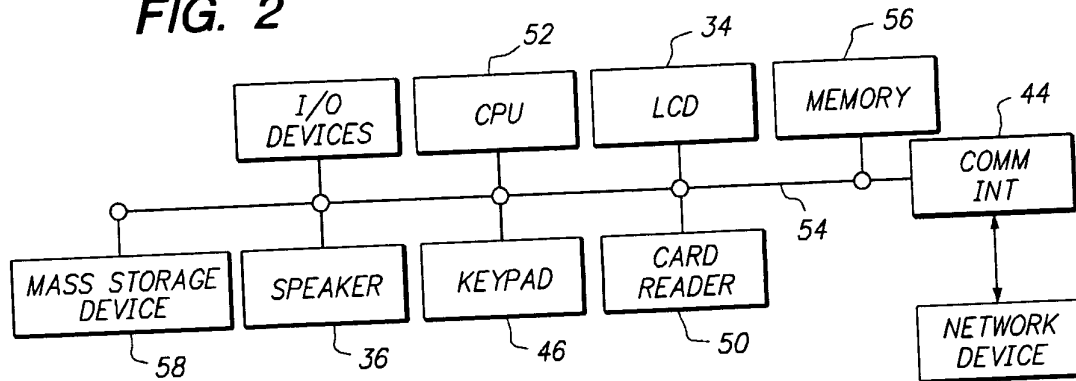 FIG. 2
52
34
56
44
I/O
DEVICES
CPU
LCD
MEMORY
COMM
INT
54
MASS STORAGE
DEVICE
SPEAKER
KEYPAD
CARD
READER
NETWORK
DEVICE
58
36
46
50